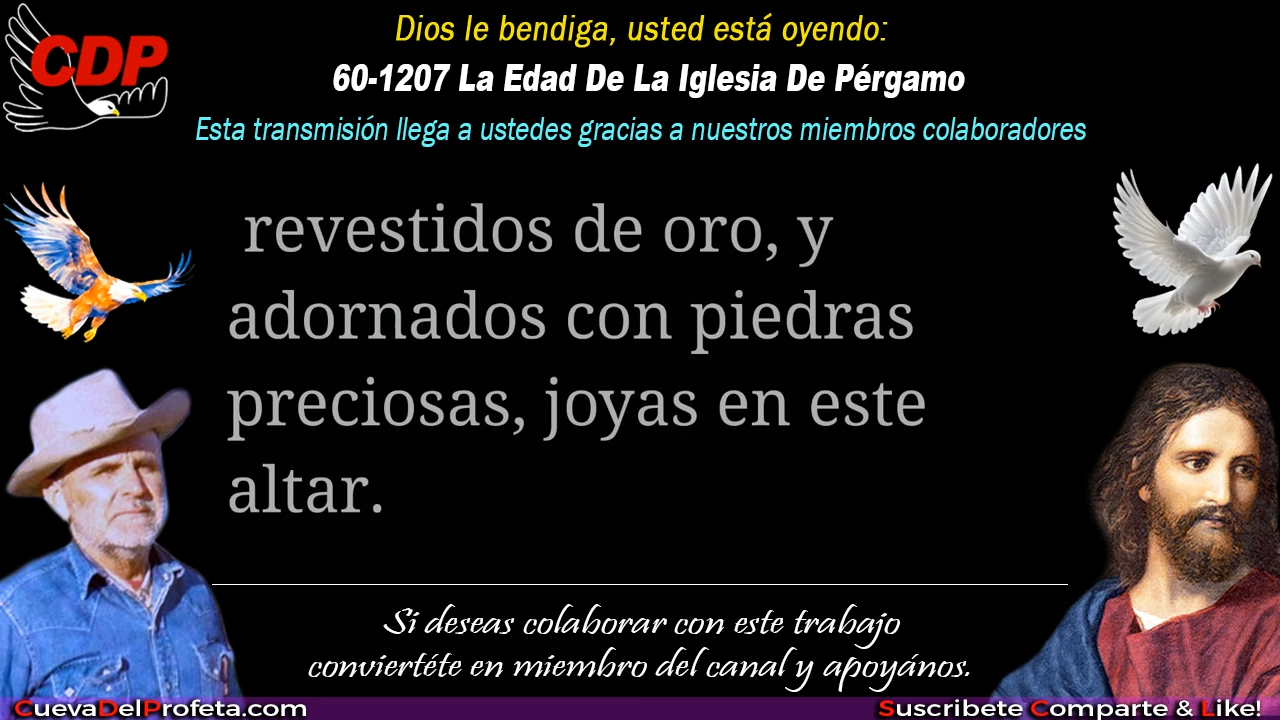 CDP
Dios le bendiga, usted está oyendo:
60-1207 La Edad De La Iglesia De Pérgamo
Esta transmisión llega a ustedes gracias a nuestros miembros colaboradores
revestidos de oro, y
adornados con piedras
preciosas, joyas en este
altar.
Si deseas colaborar con este trabajo
conviertéte en miembro del canal y apoyános.
CuevaDelProfeta.com
Suscribete Comparte & Like!